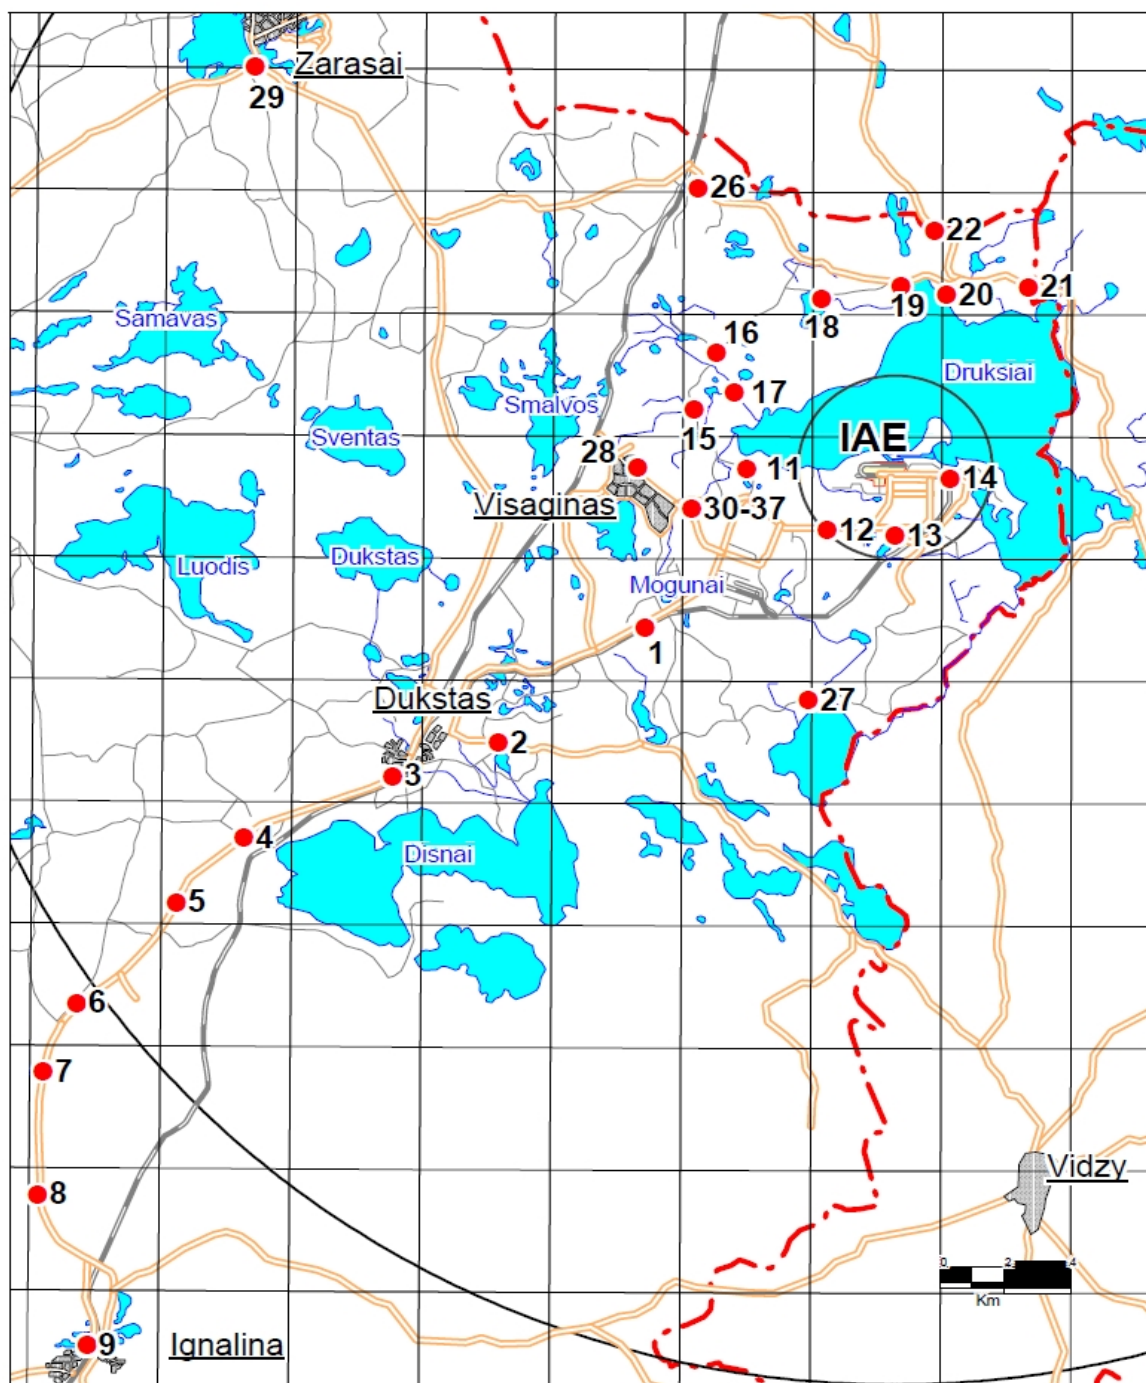 Zarasai
29
26
22
21
20
19
18
Samavas
16
Druksiai
17
Smalvos
15
Sventas
IAE
28
11
14
Visaginas
30-37
12
13
Dukstas
Luodis
Mogunai
1
Dukstas
27
2
3
4
Disnai
5
6
7
Vidzy
8
0 2 4
Km
9
Ignalina